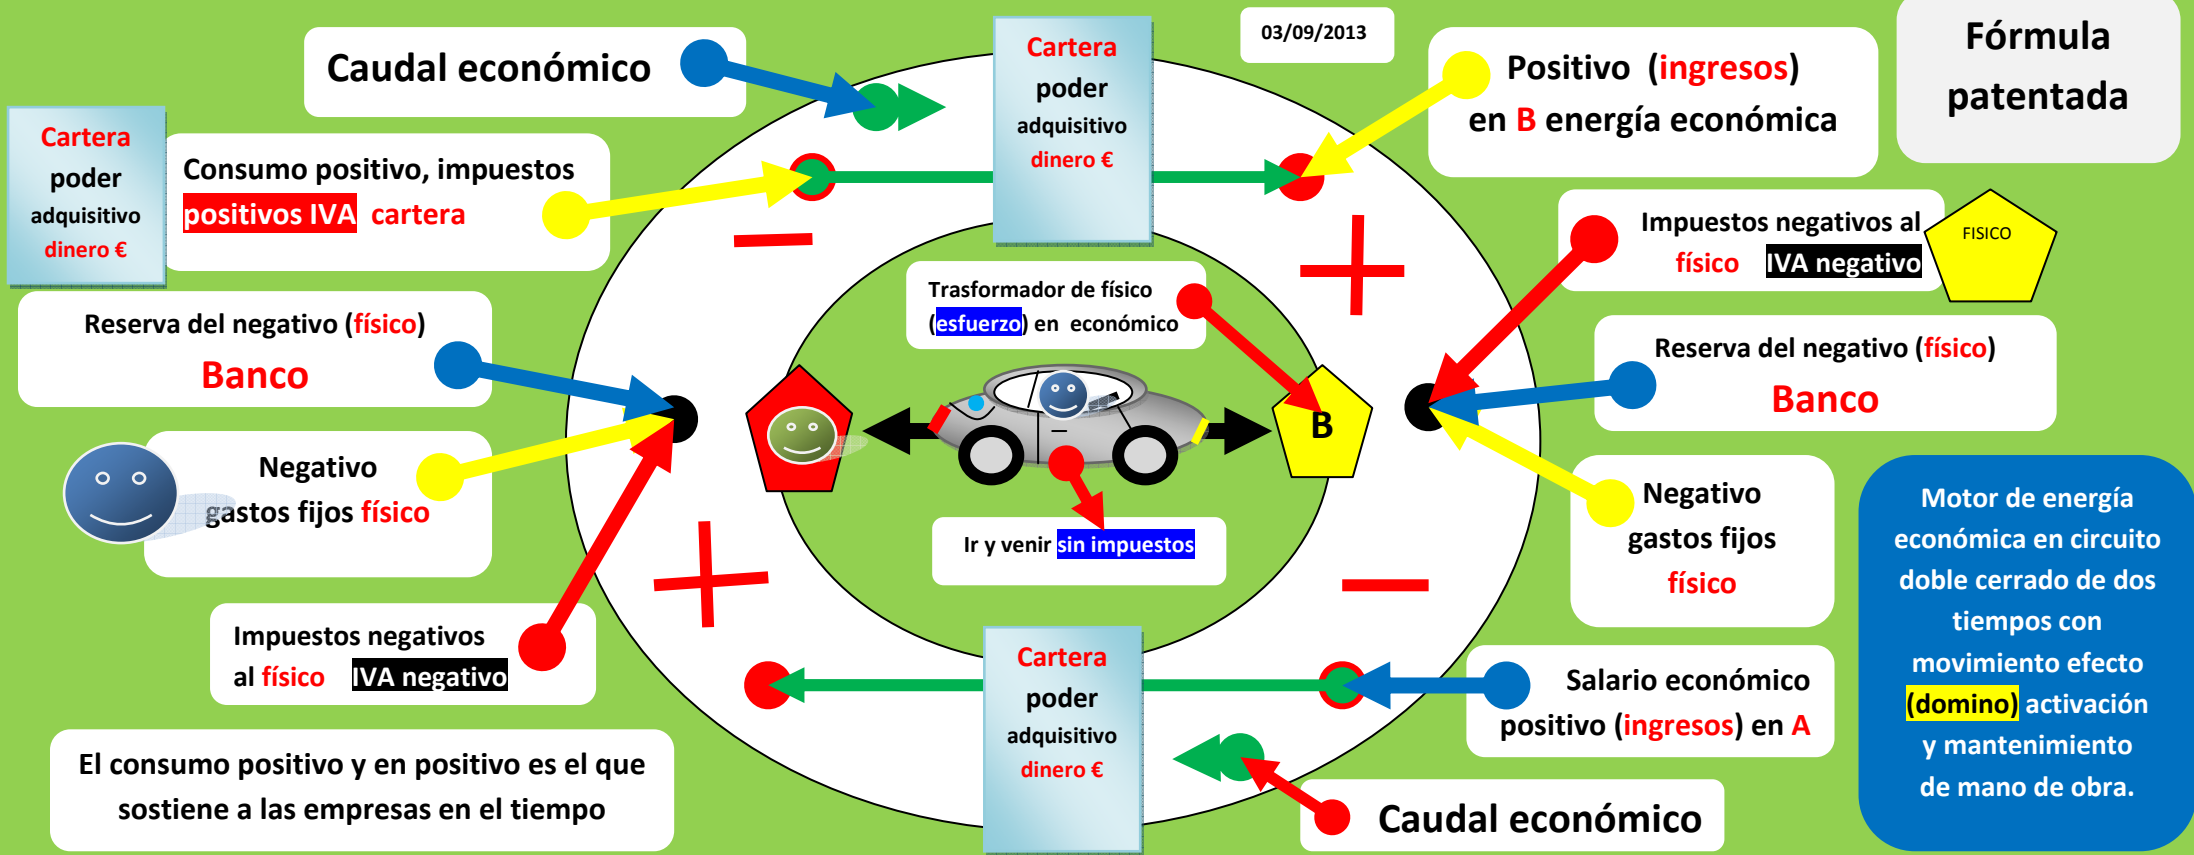 03/09/2013
Fórmula
patentada
Caudal económico
Cartera
poder
adquisitivo
dinero €
Positivo (ingresos)
en B energía económica
Cartera
poder
adquisitivo
dinero €
Consumo positivo, impuestos
positivos IVA cartera
Impuestos negativos al
físico IVA negativo
FISICO
Trasformador de físico
(esfuerzo) en económico
Reserva del negativo (físico)
Banco
Reserva del negativo (físico)
Banco
B
Negativo
gastos fijos físico
Negativo
gastos fijos
físico
Ir y venir sin impuestos
Motor de energía
económica en circuito
doble cerrado de dos
tiempos con
movimiento efecto
(domino) activación
y mantenimiento
de mano de obra.
Impuestos negativos
al físico IVA negativo
Cartera
poder
adquisitivo
dinero €
Salario económico
positivo (ingresos) en A
El consumo positivo y en positivo es el que
sostiene a las empresas en el tiempo
Caudal económico